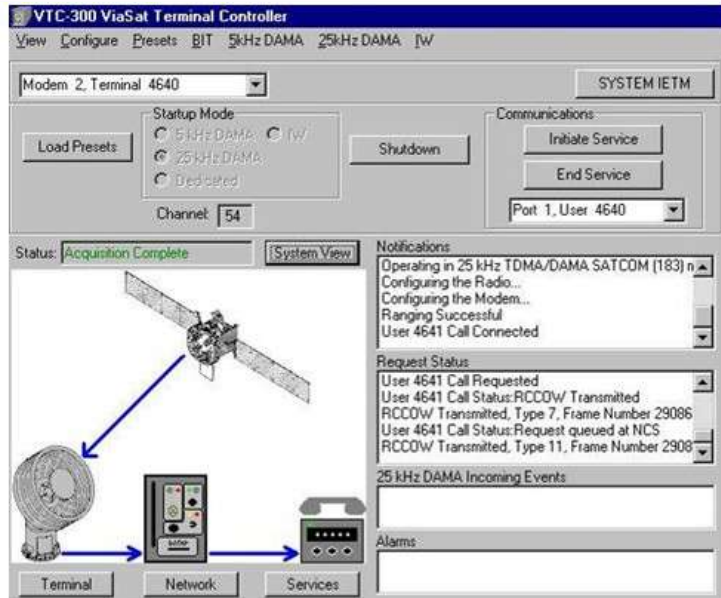 VTC-300 ViaSat Terminal Controller
View Configure Presets BIT 5kHz DAMA 25kHz DAMA IW
Modem 2, Terminal 4640
SYSTEM IETM
Startup Mode
Communications
Load Presets
5 kHz DAMA IW
25 kHz DAMA
Dedicated
Shutdown
Initiate Service
End Service
Channel: 54
Port 1, User 4640
Status: Acquisition Complete
System View
Notifications
Operating in 25 kHz TDMA/DAMA SATCOM (183) n
Configuring the Radio...
Configuring the Modem...
Ranging Successful
User 4641 Call Connected
Request Status
User 4641 Call Requested
User 4641 Call Status:RCCOW Transmitted
RCCOW Transmitted, Type 7, Frame Number 29086
User 4641 Call Status:Request queued at NCS
RCCOW Transmitted, Type 11, Frame Number 2908
25 kHz DAMA Incoming Events
Alarms
Terminal
Network
Services